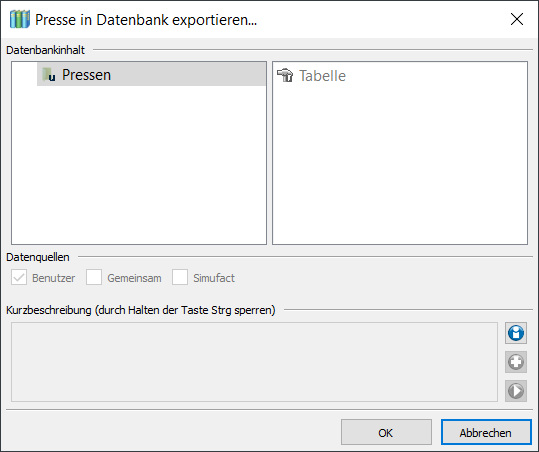 Presse in Datenbank exportieren...
Datenbankinhalt
u Pressen
Tabelle
Datenquellen
Benutzer Gemeinsam Simufact
Kurzbeschreibung (durch Halten der Taste Strg sperren)
OK Abbrechen